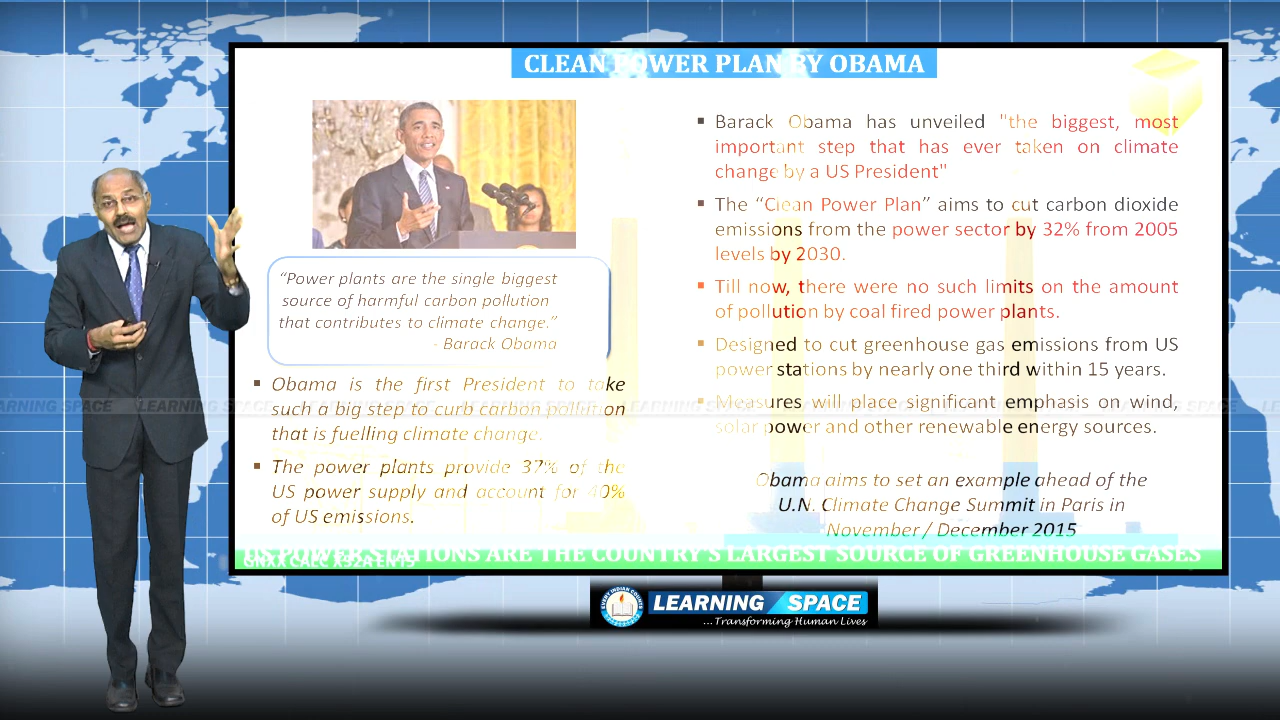 CLEAN POWER PLAN BY OBAMA
"Power plants are the single biggest
source of harmful carbon pollution
that contributes to climate change."
- Barack Obama
▪ Obama is the first President to take
such a big step to curb carbon pollution
that is fuelling climate change.
▪ The power plants provide 37% of the
US power supply and account for 40%
of US emissions.
▪ Barack Obama has unveiled "the biggest, most
important step that has ever taken on climate
change by a US President"
▪ The “Clean Power Plan” aims to cut carbon dioxide
emissions from the power sector by 32% from 2005
levels by 2030.
▪ Till now, there were no such limits on the amount
of pollution by coal fired power plants.
▪ Designed to cut greenhouse gas emissions from US
power stations by nearly one third within 15 years.
▪ Measures will place significant emphasis on wind,
solar power and other renewable energy sources.
Obama aims to set an example ahead of the
U.N. Climate Change Summit in Paris in
November / December 2015
LEARNING SPACE LEARNING SPACE
US POWER STATIONS ARE THE COUNTRY'S LARGEST SOURCE OF GREENHOUSE GASES
EVERY INDIAN COUNTS
LEARNING SPACE
...Transforming Human Lives